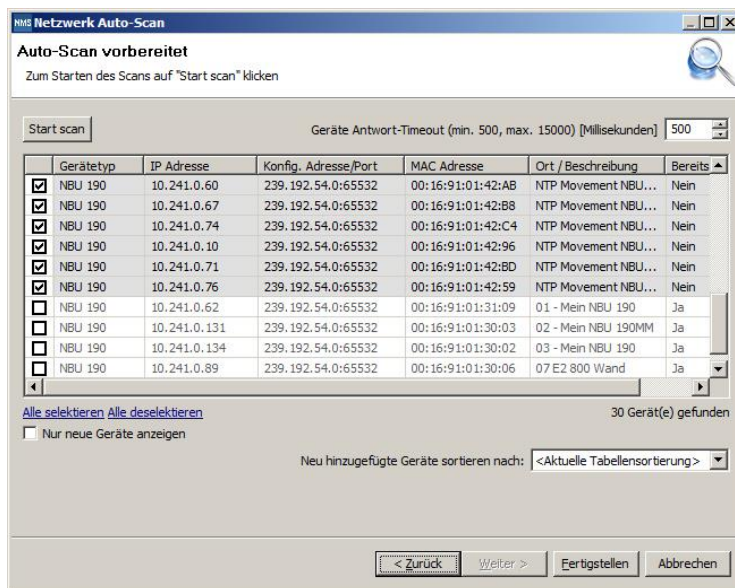 NMS Netzwerk Auto-Scan
Auto-Scan vorbereitet
Zum Starten des Scans auf "Start scan" klicken
Start scan Geräte Antwort-Timeout (min. 500, max. 15000) [Millisekunden] 500
Gerätetyp IP Adresse Konfig. Adresse/Port MAC Adresse Ort / Beschreibung Bereits
NBU 190 10.241.0.60 239.192.54.0:65532 00:16:91:01:42:AB NTP Movement NBU... Nein
NBU 190 10.241.0.67 239.192.54.0:65532 00:16:91:01:42:B8 NTP Movement NBU... Nein
NBU 190 10.241.0.74 239.192.54.0:65532 00:16:91:01:42:C4 NTP Movement NBU... Nein
NBU 190 10.241.0.10 239.192.54.0:65532 00:16:91:01:42:96 NTP Movement NBU... Nein
NBU 190 10.241.0.71 239.192.54.0:65532 00:16:91:01:42:BD NTP Movement NBU... Nein
NBU 190 10.241.0.76 239.192.54.0:65532 00:16:91:01:42:59 NTP Movement NBU... Nein
NBU 190 10.241.0.62 239.192.54.0:65532 00:16:91:01:31:09 01 - Mein NBU 190 Ja
NBU 190 10.241.0.131 239.192.54.0:65532 00:16:91:01:30:03 02 - Mein NBU 190MM Ja
NBU 190 10.241.0.134 239.192.54.0:65532 00:16:91:01:30:02 03 - Mein NBU 190 Ja
NBU 190 10.241.0.89 239.192.54.0:65532 00:16:91:01:30:06 07 E2 800 Wand Ja
Alle selektieren Alle deselektieren 30 Gerät(e) gefunden
Nur neue Geräte anzeigen
Neu hinzugefügte Geräte sortieren nach: <Aktuelle Tabellensortierung>
< Zurück Weiter > Fertigstellen Abbrechen